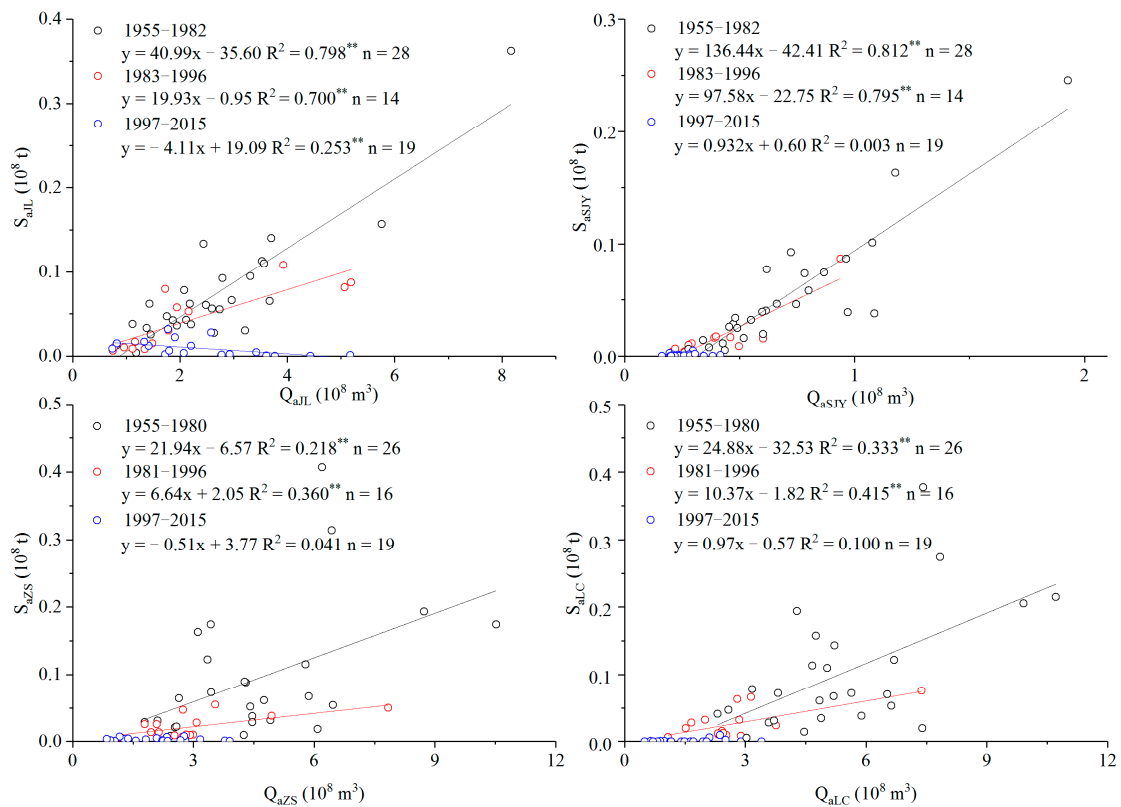 1955−1982
y = 40.99x − 35.60 R² = 0.798** n = 28
1983−1996
y = 19.93x − 0.95 R² = 0.700** n = 14
1997−2015
y = − 4.11x + 19.09 R² = 0.253** n = 19
0.4
0.3
0.2
0.1
0.0
2
4
6
8
S_aJL (10⁸ t)
Q_aJL (10⁸ m³)
1955−1982
y = 136.44x − 42.41 R² = 0.812** n = 28
1983−1996
y = 97.58x − 22.75 R² = 0.795** n = 14
1997−2015
y = 0.932x + 0.60 R² = 0.003 n = 19
0.3
0.2
0.1
0.0
0
1
2
S_aSJY (10⁸ t)
Q_aSJY (10⁸ m³)
1955−1980
y = 21.94x − 6.57 R² = 0.218** n = 26
1981−1996
y = 6.64x + 2.05 R² = 0.360** n = 16
1997−2015
y = − 0.51x + 3.77 R² = 0.041 n = 19
0.5
0.4
0.3
0.2
0.1
0.0
0
3
6
9
12
S_aZS (10⁸ t)
Q_aZS (10⁸ m³)
1955−1980
y = 24.88x − 32.53 R² = 0.333** n = 26
1981−1996
y = 10.37x − 1.82 R² = 0.415** n = 16
1997−2015
y = 0.97x − 0.57 R² = 0.100 n = 19
0.5
0.4
0.3
0.2
0.1
0.0
0
3
6
9
12
S_aLC (10⁸ t)
Q_aLC (10⁸ m³)